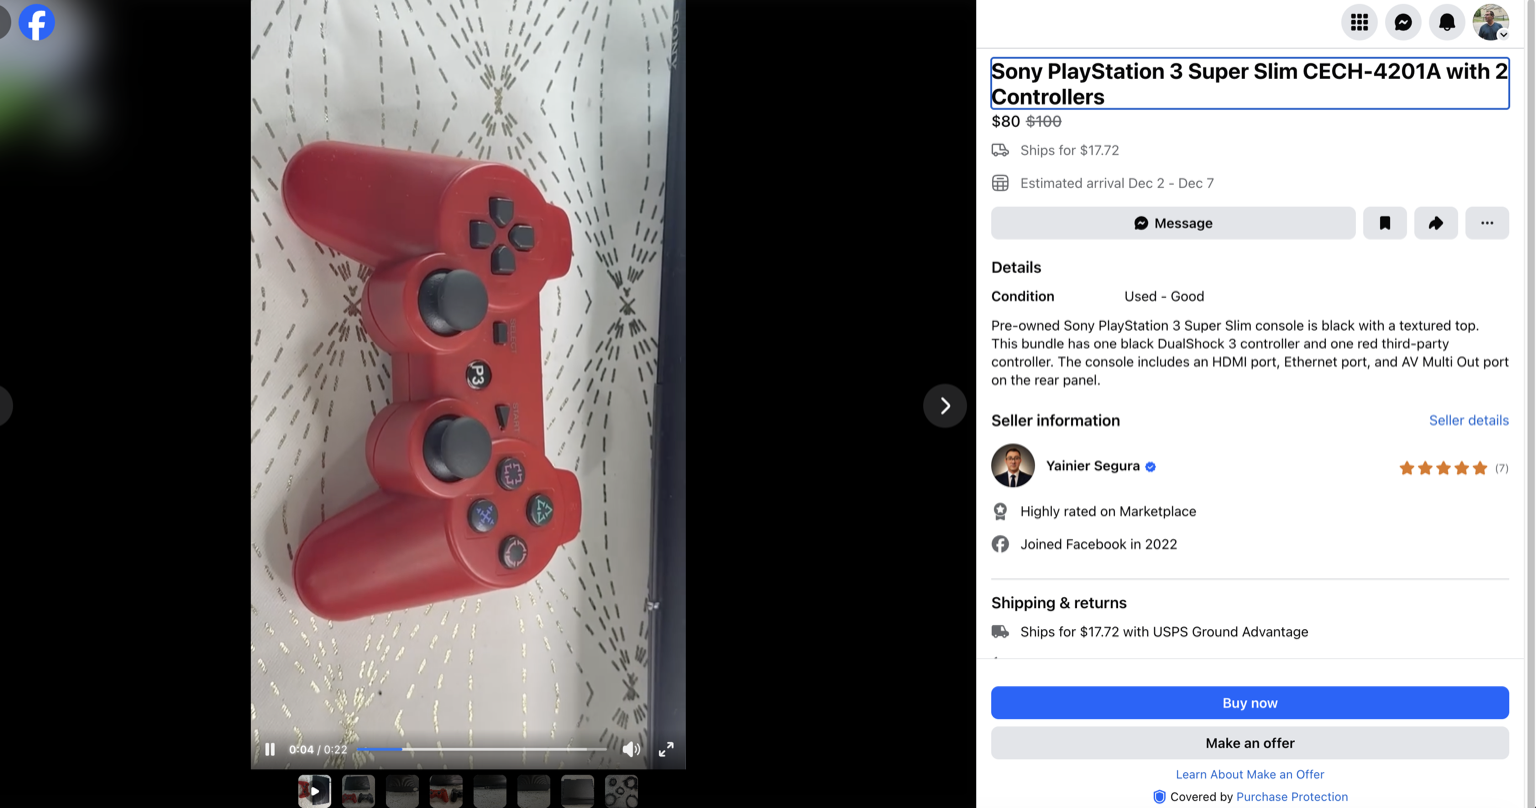 Sony PlayStation 3 Super Slim CECH-4201A with 2
Controllers
$80 $100
Ships for $17.72
Estimated arrival Dec 2 - Dec 7
Message
Details
Condition Used - Good
Pre-owned Sony PlayStation 3 Super Slim console is black with a textured top.
This bundle has one black DualShock 3 controller and one red third-party
controller. The console includes an HDMI port, Ethernet port, and AV Multi Out port
on the rear panel.
Seller information Seller details
Yainier Segura (7)
Highly rated on Marketplace
Joined Facebook in 2022
Shipping & returns
Ships for $17.72 with USPS Ground Advantage
Buy now
Make an offer
Learn About Make an Offer
Covered by Purchase Protection
SONY
SELECT
P3
START
0:04 / 0:22